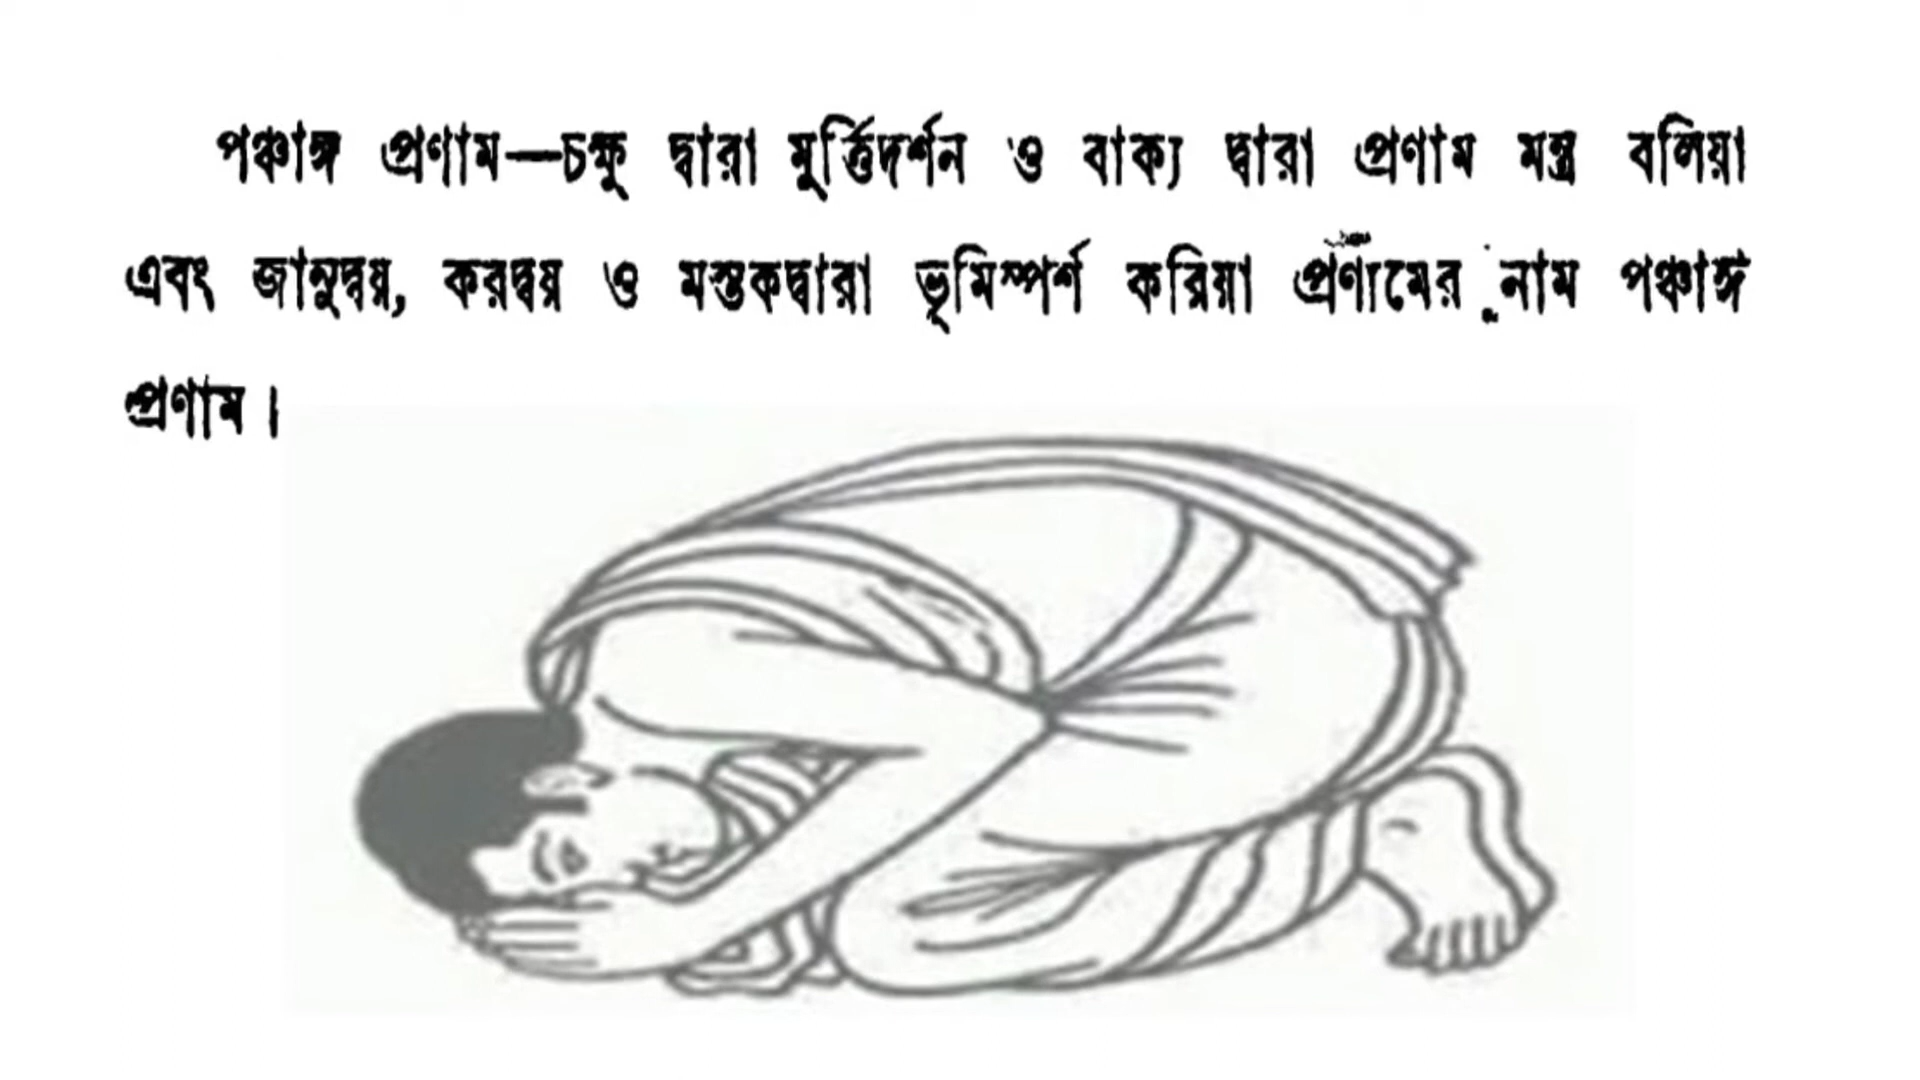 পঞ্চাঙ্গ প্রণাম—চক্ষু দ্বারা মুর্ত্তিদর্শন ও বাক্য দ্বারা প্রণাম মন্ত্র বলিয়া
এবং জানুদ্বয়, করদ্বয় ও মস্তকদ্বারা ভূমিস্পর্শ করিয়া প্রণামের নাম পঞ্চাঙ্গ
প্রণাম।